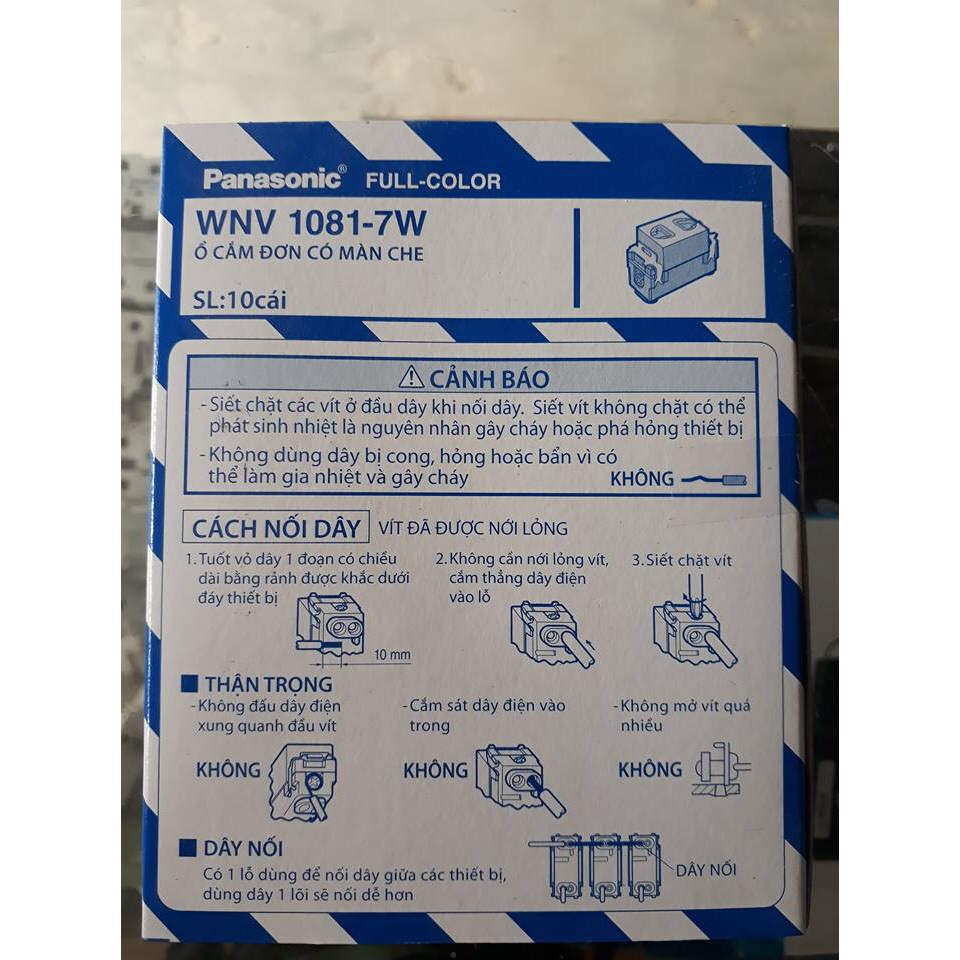 Panasonic® FULL-COLOR
WNV 1081-7W
Ổ CẮM ĐƠN CÓ MÀN CHE
SL:10cái
⚠ CẢNH BÁO
- Siết chặt các vít ở đầu dây khi nối dây. Siết vít không chặt có thể
phát sinh nhiệt là nguyên nhân gây cháy hoặc phá hỏng thiết bị
- Không dùng dây bị cong, hỏng hoặc bẩn vì có
thể làm gia nhiệt và gây cháy
KHÔNG
CÁCH NỐI DÂY VÍT ĐÃ ĐƯỢC NỚI LỎNG
1. Tuốt vỏ dây 1 đoạn có chiều
dài bằng rảnh được khắc dưới
đáy thiết bị
10 mm
2. Không cần nới lỏng vít,
cắm thẳng dây điện
vào lỗ
3. Siết chặt vít
■ THẬN TRỌNG
- Không đấu dây điện
xung quanh đầu vít
KHÔNG
- Cắm sát dây điện vào
trong
KHÔNG
- Không mở vít quá
nhiều
KHÔNG
■ DÂY NỐI
Có 1 lỗ dùng để nối dây giữa các thiết bị,
dùng dây 1 lõi sẽ nối dễ hơn
DÂY NỐI